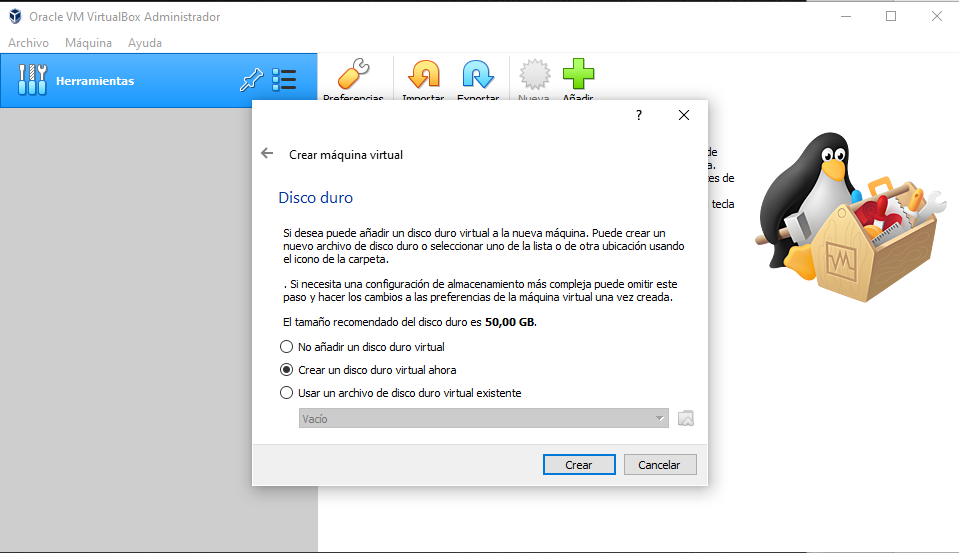 Oracle VM VirtualBox Administrador
Archivo Máquina Ayuda
Herramientas
Preferencias Importar Exportar Nueva Añadir
?
Crear máquina virtual
de
a.
es de
tecla
Disco duro
Si desea puede añadir un disco duro virtual a la nueva máquina. Puede crear un
nuevo archivo de disco duro o seleccionar uno de la lista o de otra ubicación usando
el icono de la carpeta.
. Si necesita una configuración de almacenamiento más compleja puede omitir este
paso y hacer los cambios a las preferencias de la máquina virtual una vez creada.
El tamaño recomendado del disco duro es 50,00 GB.
No añadir un disco duro virtual
Crear un disco duro virtual ahora
Usar un archivo de disco duro virtual existente
Vacío
Crear Cancelar